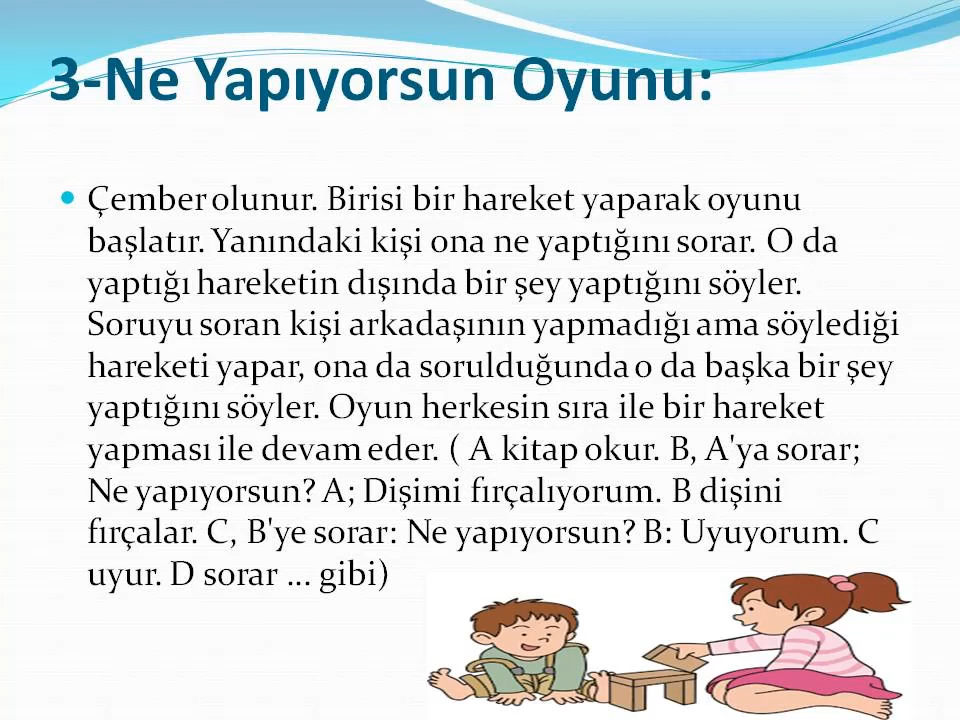 3-Ne Yapıyorsun Oyunu:
Çember olunur. Birisi bir hareket yaparak oyunu
başlatır. Yanındaki kişi ona ne yaptığını sorar. O da
yaptığı hareketin dışında bir şey yaptığını söyler.
Soruyu soran kişi arkadaşının yapmadığı ama söylediği
hareketi yapar, ona da sorulduğunda o da başka bir şey
yaptığını söyler. Oyun herkesin sıra ile bir hareket
yapması ile devam eder. ( A kitap okur. B, A'ya sorar;
Ne yapıyorsun? A; Dişimi fırçalıyorum. B dişini
fırçalar. C, B'ye sorar: Ne yapıyorsun? B: Uyuyorum. C
uyur. D sorar ... gibi)